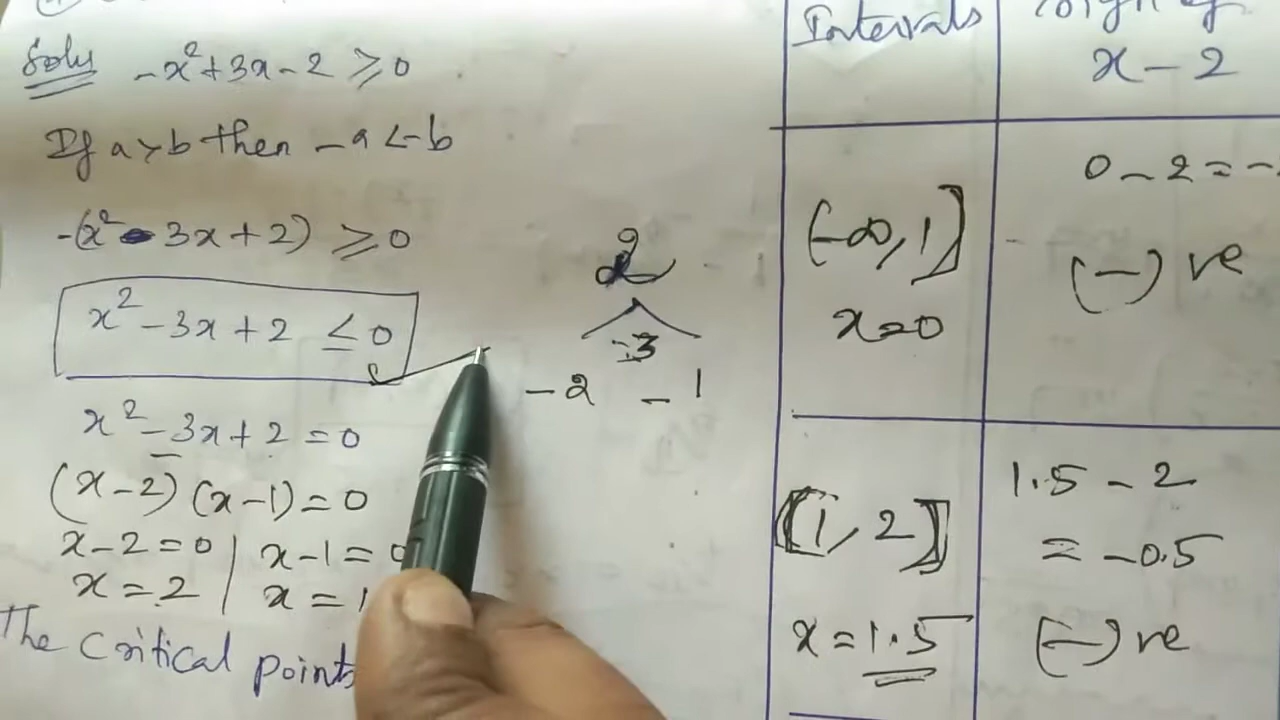 Soln -x²+3x-2 ≥0
If a>b then -a<-b
-(x²-3x+2) ≥0
x²-3x+2 ≤0
x²-3x+2=0
(x-2)(x-1)=0
x-2=0 | x-1=0
x=2 | x=1
The Critical points
2
-3
-2 -1
Intervals
x-2
(-∞,1]
x=0
0-2=-
(-)ve
[1,2]
x=1.5
1.5-2
=-0.5
(-)ve